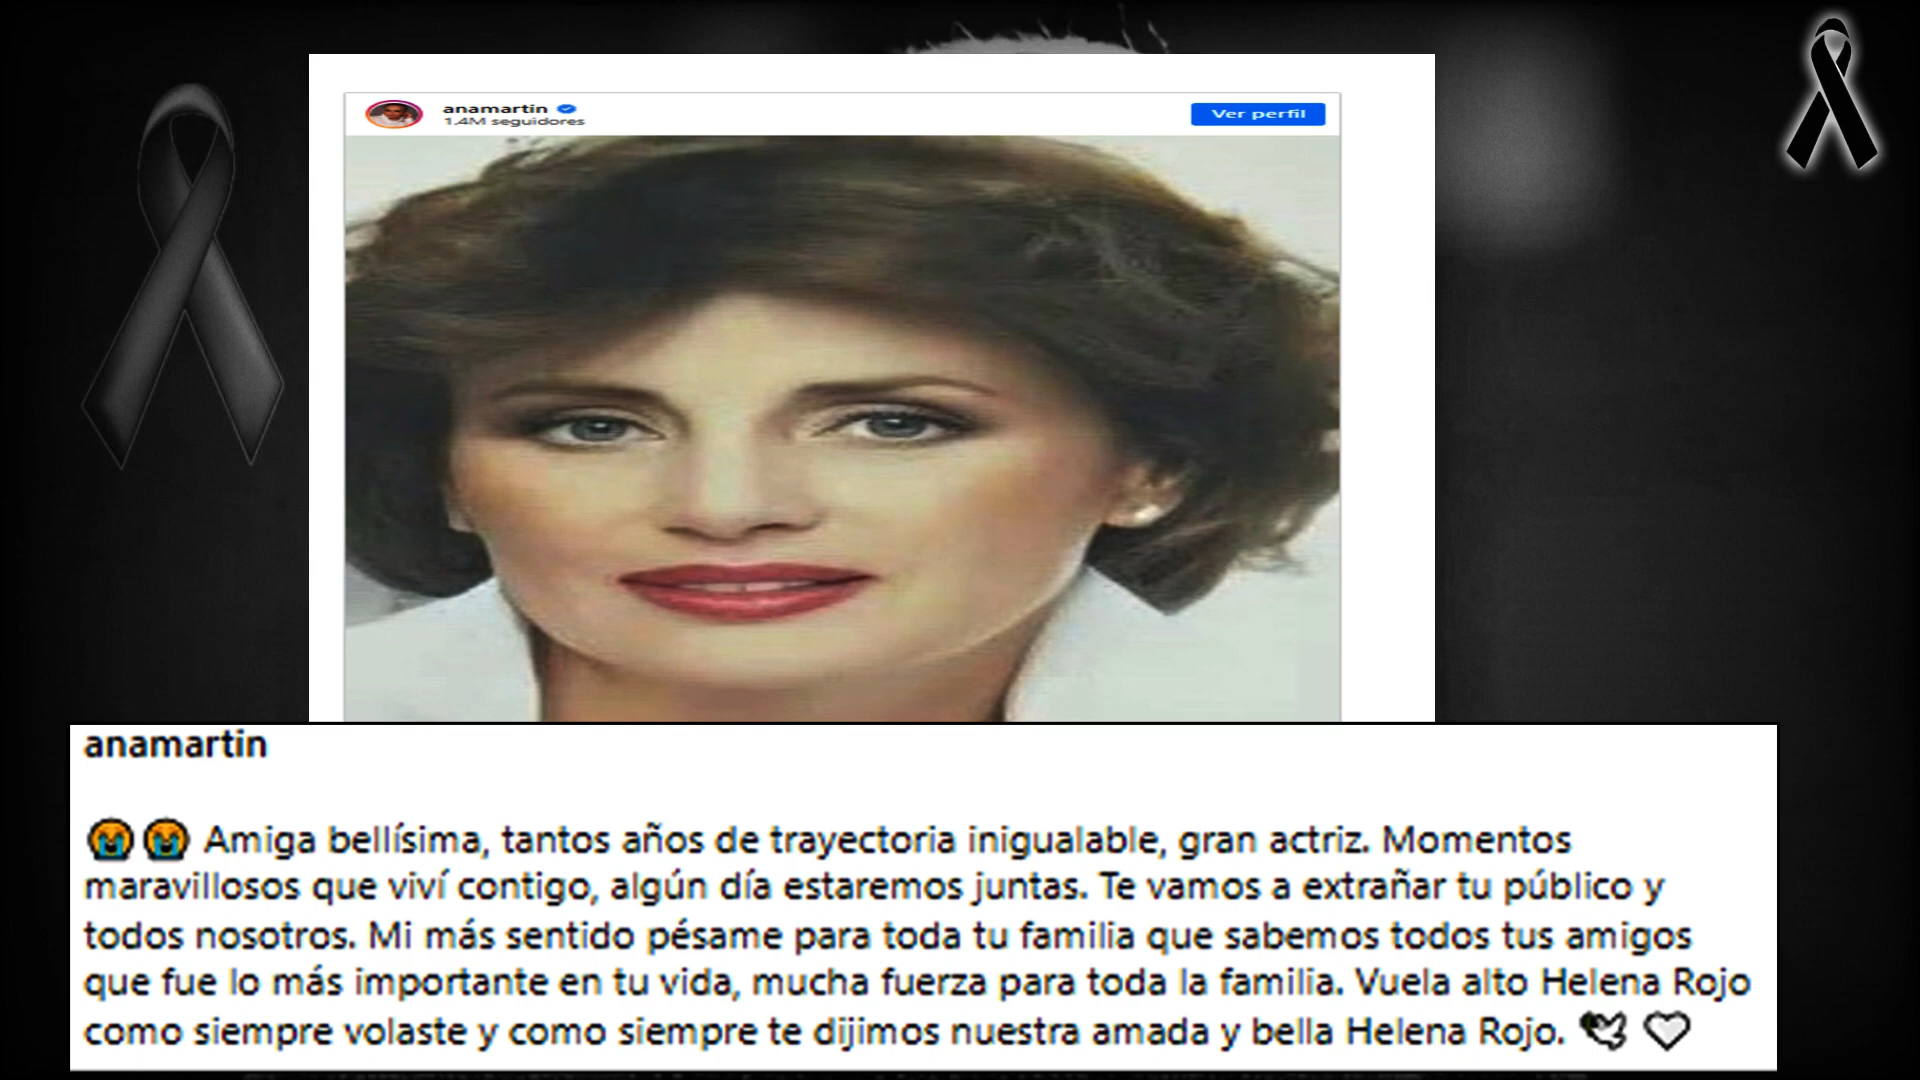 anamartin
1.4M seguidores
Ver perfil
anamartin
😭😭 Amiga bellísima, tantos años de trayectoria inigualable, gran actriz. Momentos
maravillosos que viví contigo, algún día estaremos juntas. Te vamos a extrañar tu público y
todos nosotros. Mi más sentido pésame para toda tu familia que sabemos todos tus amigos
que fue lo más importante en tu vida, mucha fuerza para toda la familia. Vuela alto Helena Rojo
como siempre volaste y como siempre te dijimos nuestra amada y bella Helena Rojo. 🕊️🤍